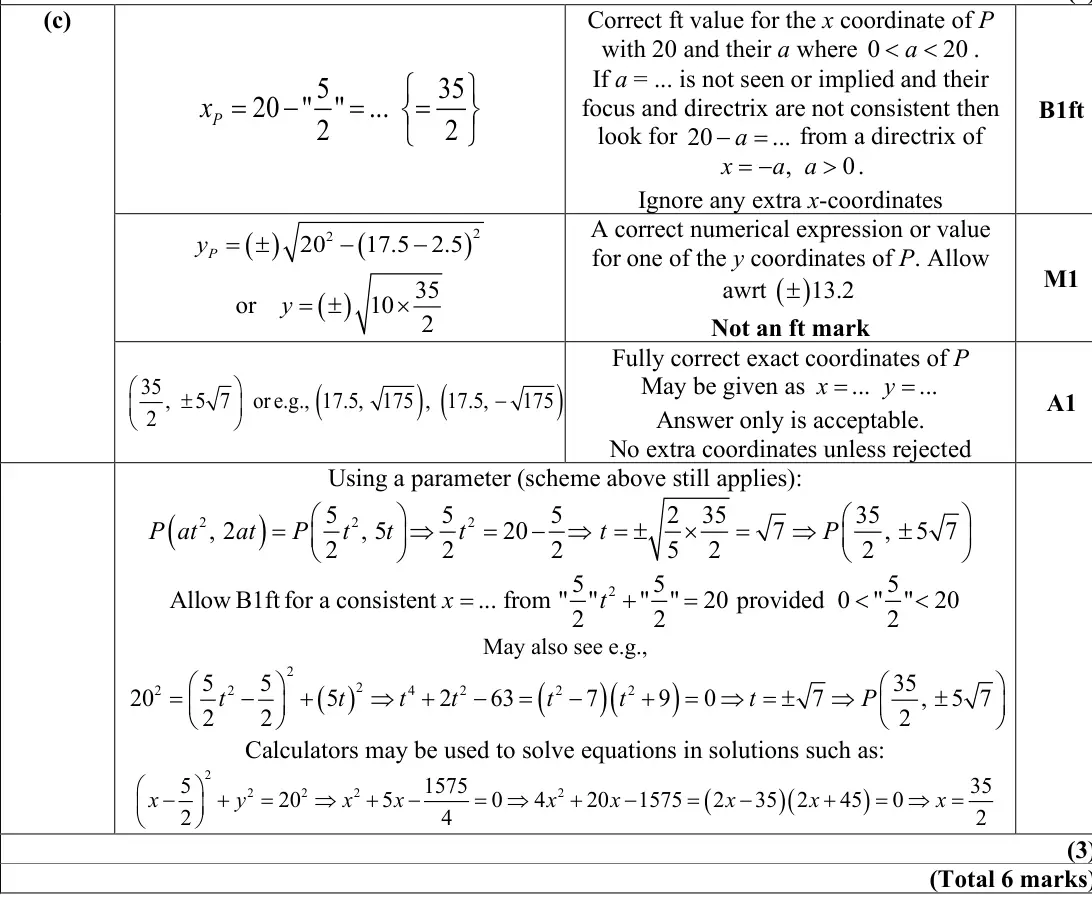 (c)
x_P = 20 − "5/2" = ... { = 35/2 }
Correct ft value for the x coordinate of P
with 20 and their a where 0 < a < 20 .
If a = ... is not seen or implied and their
focus and directrix are not consistent then
look for 20 − a = ... from a directrix of
x = −a, a > 0 .
Ignore any extra x-coordinates
B1ft
y_P = (±) √(20² − (17.5 − 2.5)²)
or y = (±) √(10 × 35/2)
A correct numerical expression or value
for one of the y coordinates of P. Allow
awrt (±)13.2
Not an ft mark
M1
(35/2, ±5√7) or e.g., (17.5, √175), (17.5, −√175)
Fully correct exact coordinates of P
May be given as x = ... y = ...
Answer only is acceptable.
No extra coordinates unless rejected
A1
Using a parameter (scheme above still applies):
P(at², 2at) = P(5/2 t², 5t) ⇒ 5/2 t² = 20 − 5/2 ⇒ t = ± √(2/5 × 35/2) = √7 ⇒ P(35/2, ±5√7)
Allow B1ft for a consistent x = ... from "5/2" t² + "5/2" = 20 provided 0 < "5/2" < 20
May also see e.g.,
20² = (5/2 t² − 5/2)² + (5t)² ⇒ t⁴ + 2t² − 63 = (t² − 7)(t² + 9) = 0 ⇒ t = ±√7 ⇒ P(35/2, ±5√7)
Calculators may be used to solve equations in solutions such as:
(x − 5/2)² + y² = 20² ⇒ x² + 5x − 1575/4 = 0 ⇒ 4x² + 20x − 1575 = (2x − 35)(2x + 45) = 0 ⇒ x = 35/2
(3)
(Total 6 marks)